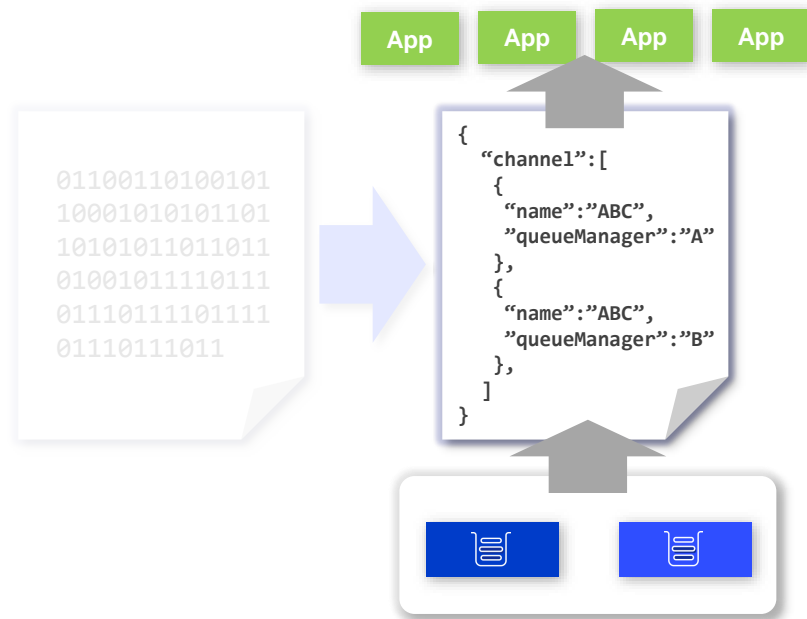 App App App App
01100110100101
10001010101101
10101011011011
01001011110111
01110111101111
01110111011
{
“channel”:[
{
“name”:”ABC”,
”queueManager”:”A”
},
{
“name”:”ABC”,
”queueManager”:”B”
},
]
}